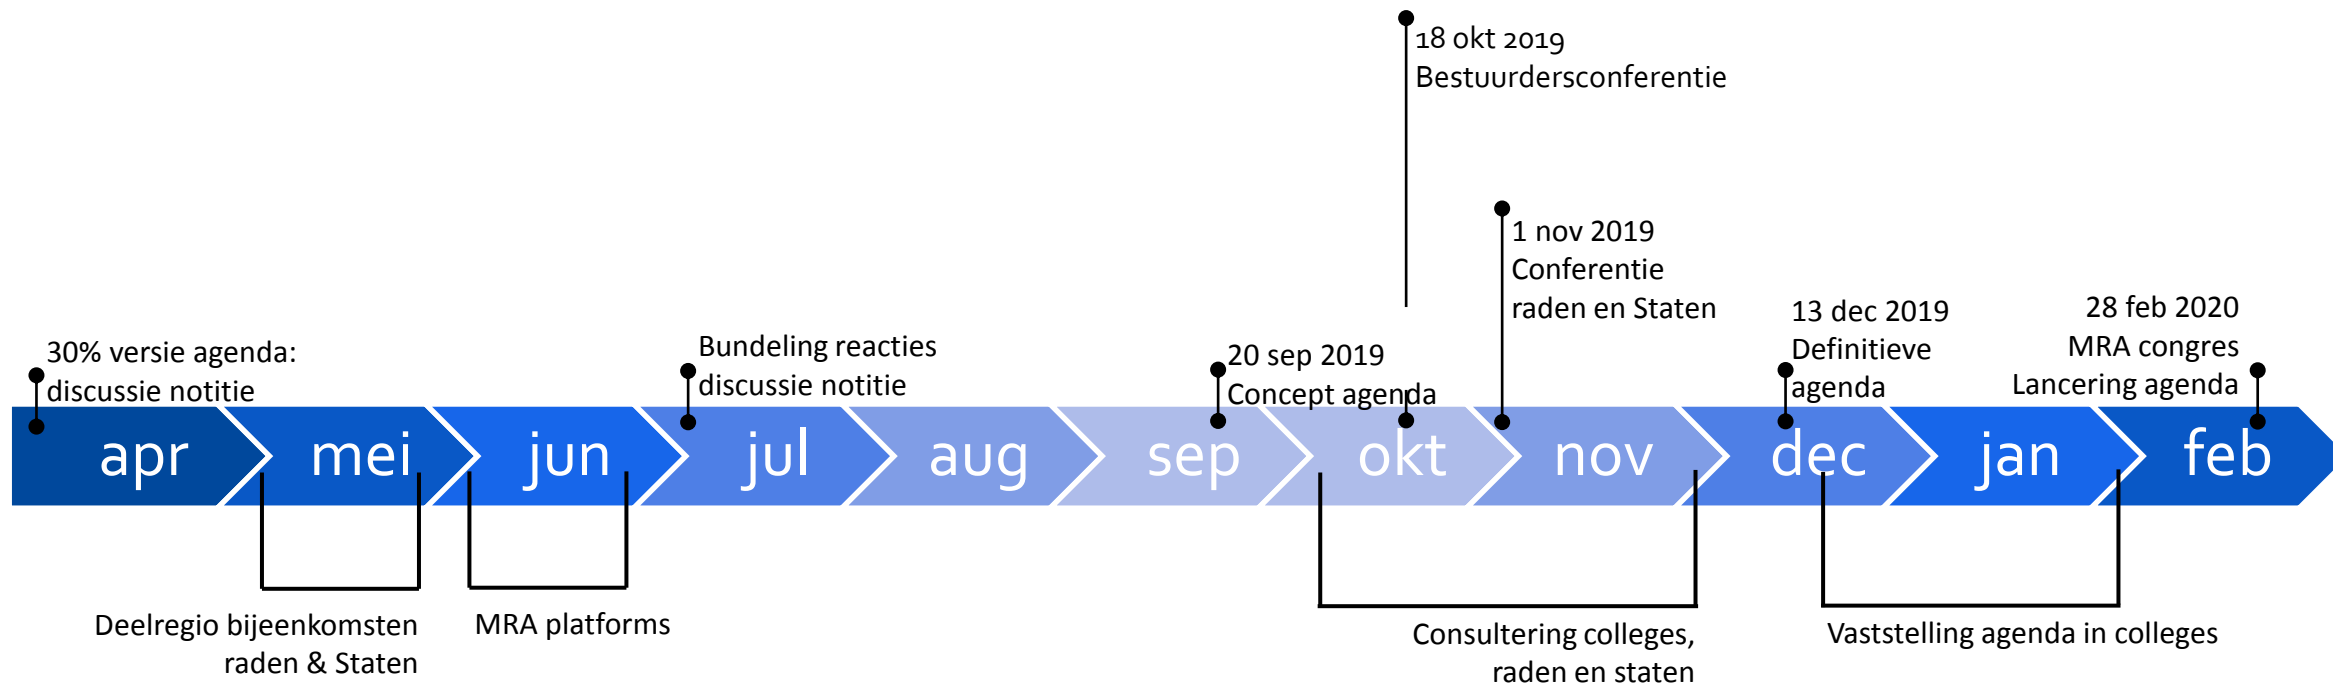 18 okt 2019
Bestuurdersconferentie
1 nov 2019
Conferentie
raden en Staten
30% versie agenda:
discussie notitie
Bundeling reacties
discussie notitie
20 sep 2019
Concept agenda
13 dec 2019
Definitieve
agenda
28 feb 2020
MRA congres
Lancering agenda
apr
mei
jun
jul
aug
sep
okt
nov
dec
jan
feb
Deelregio bijeenkomsten
raden & Staten
MRA platforms
Consultering colleges,
raden en staten
Vaststelling agenda in colleges